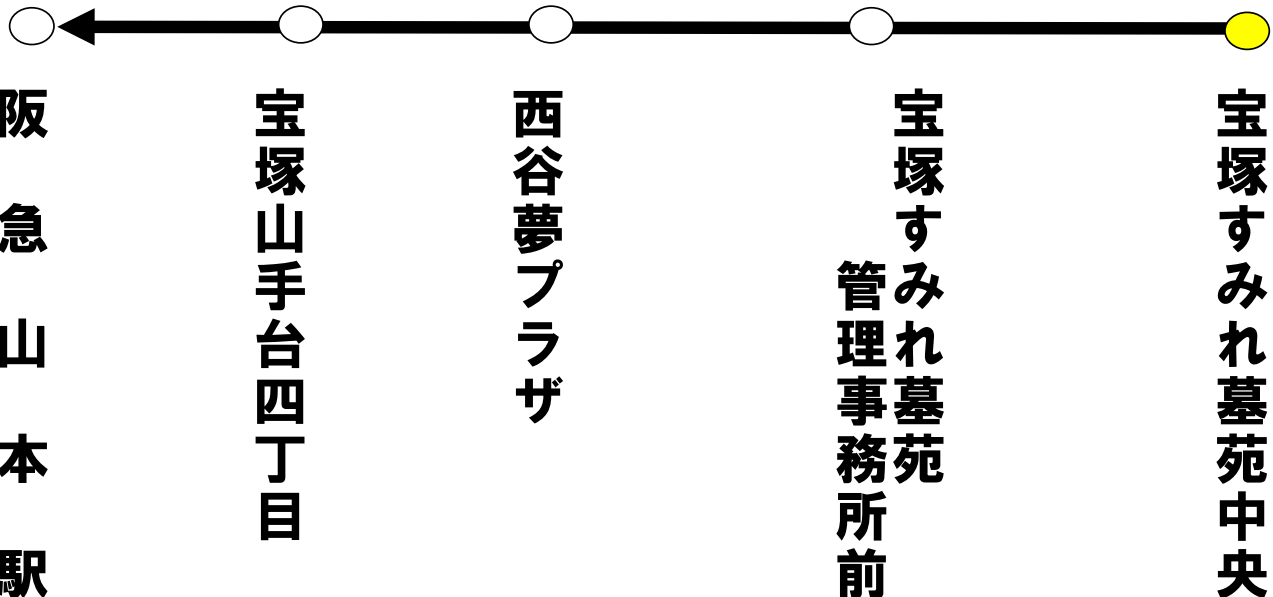 宝塚すみれ墓苑中央
宝塚すみれ墓苑
管理事務所前
西谷夢プラザ
宝塚山手台四丁目
阪急山本駅